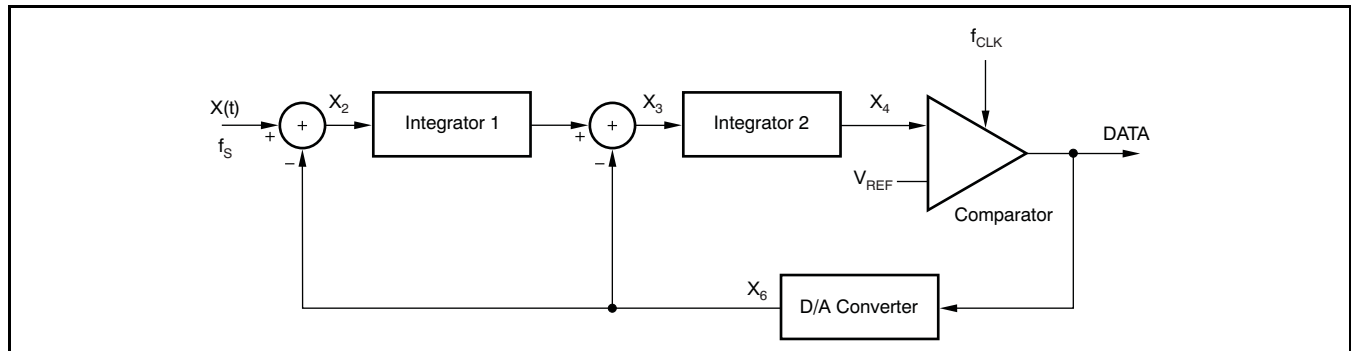 f_CLK
X(t)
f_S
+
+
−
X_2
Integrator 1
+
+
−
X_3
Integrator 2
X_4
V_REF
Comparator
DATA
X_6
D/A Converter